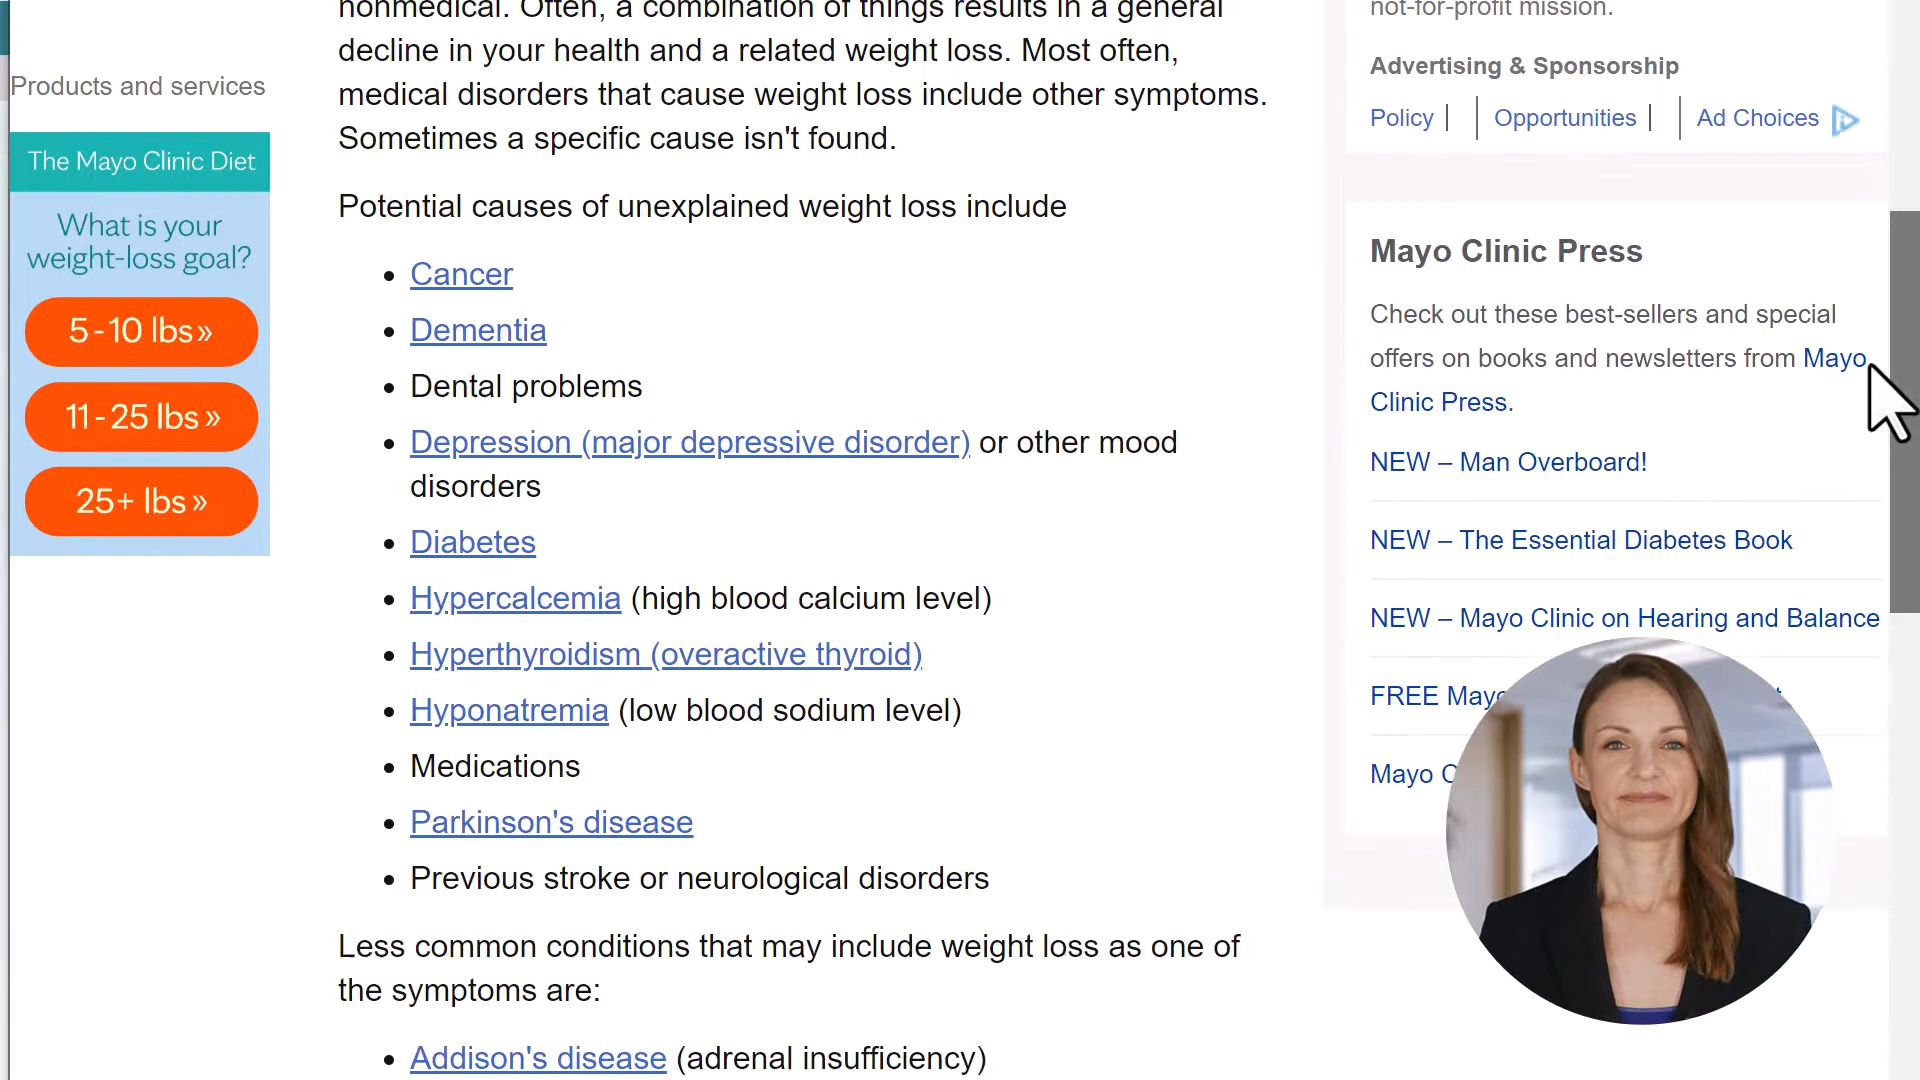 Products and services
The Mayo Clinic Diet
What is your
weight-loss goal?
5-10 lbs»
11-25 lbs»
25+ lbs»
nonmedical. Often, a combination of things results in a general
decline in your health and a related weight loss. Most often,
medical disorders that cause weight loss include other symptoms.
Sometimes a specific cause isn't found.
Potential causes of unexplained weight loss include
• Cancer
• Dementia
• Dental problems
• Depression (major depressive disorder) or other mood
disorders
• Diabetes
• Hypercalcemia (high blood calcium level)
• Hyperthyroidism (overactive thyroid)
• Hyponatremia (low blood sodium level)
• Medications
• Parkinson's disease
• Previous stroke or neurological disorders
Less common conditions that may include weight loss as one of
the symptoms are:
• Addison's disease (adrenal insufficiency)
not-for-profit mission.
Advertising & Sponsorship
Policy | | Opportunities | | Ad Choices
Mayo Clinic Press
Check out these best-sellers and special
offers on books and newsletters from Mayo
Clinic Press.
NEW – Man Overboard!
NEW – The Essential Diabetes Book
NEW – Mayo Clinic on Hearing and Balance
FREE
Mayo